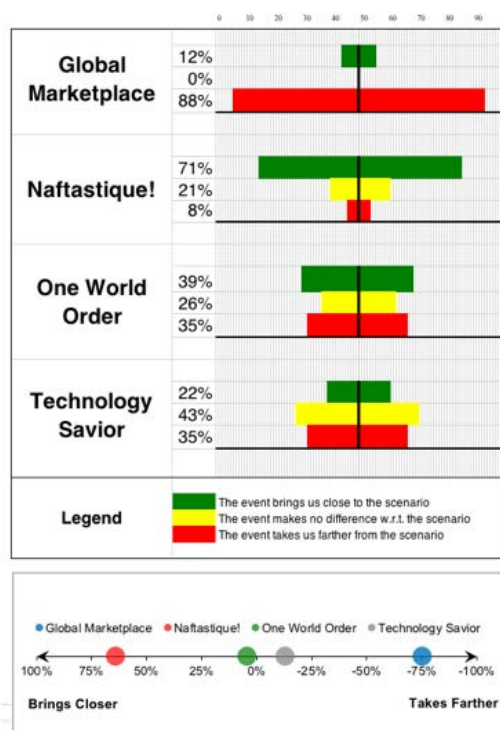 0 10 20 30 40 50 60 70 80 90
Global
Marketplace
12%
0%
88%
Naftastique!
71%
21%
8%
One World
Order
39%
26%
35%
Technology
Savior
22%
43%
35%
Legend
The event brings us close to the scenario
The event makes no difference w.r.t. the scenario
The event takes us farther from the scenario
Global Marketplace Naftastique! One World Order Technology Savior
100% 75% 50% 25% 0% -25% -50% -75% -100%
Brings Closer Takes Farther